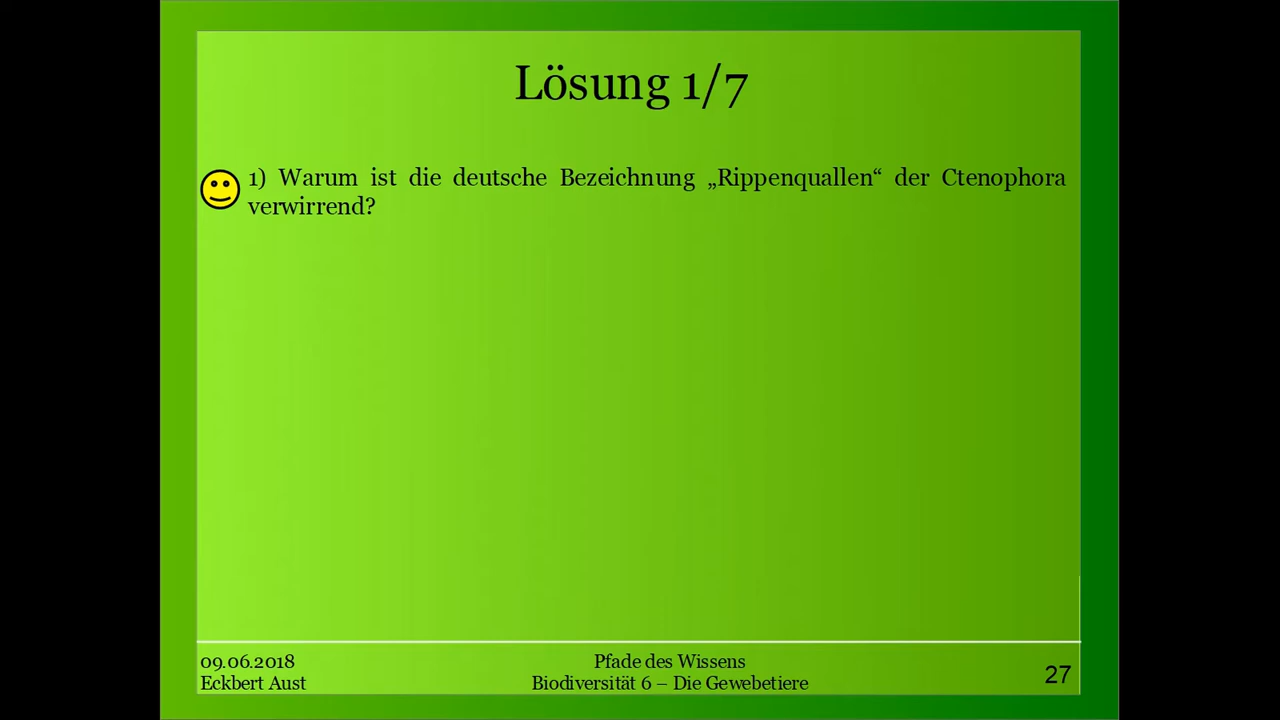 Lösung 1/7
1) Warum ist die deutsche Bezeichnung „Rippenquallen“ der Ctenophora
verwirrend?
09.06.2018
Eckbert Aust
Pfade des Wissens
Biodiversität 6 – Die Gewebetiere
27